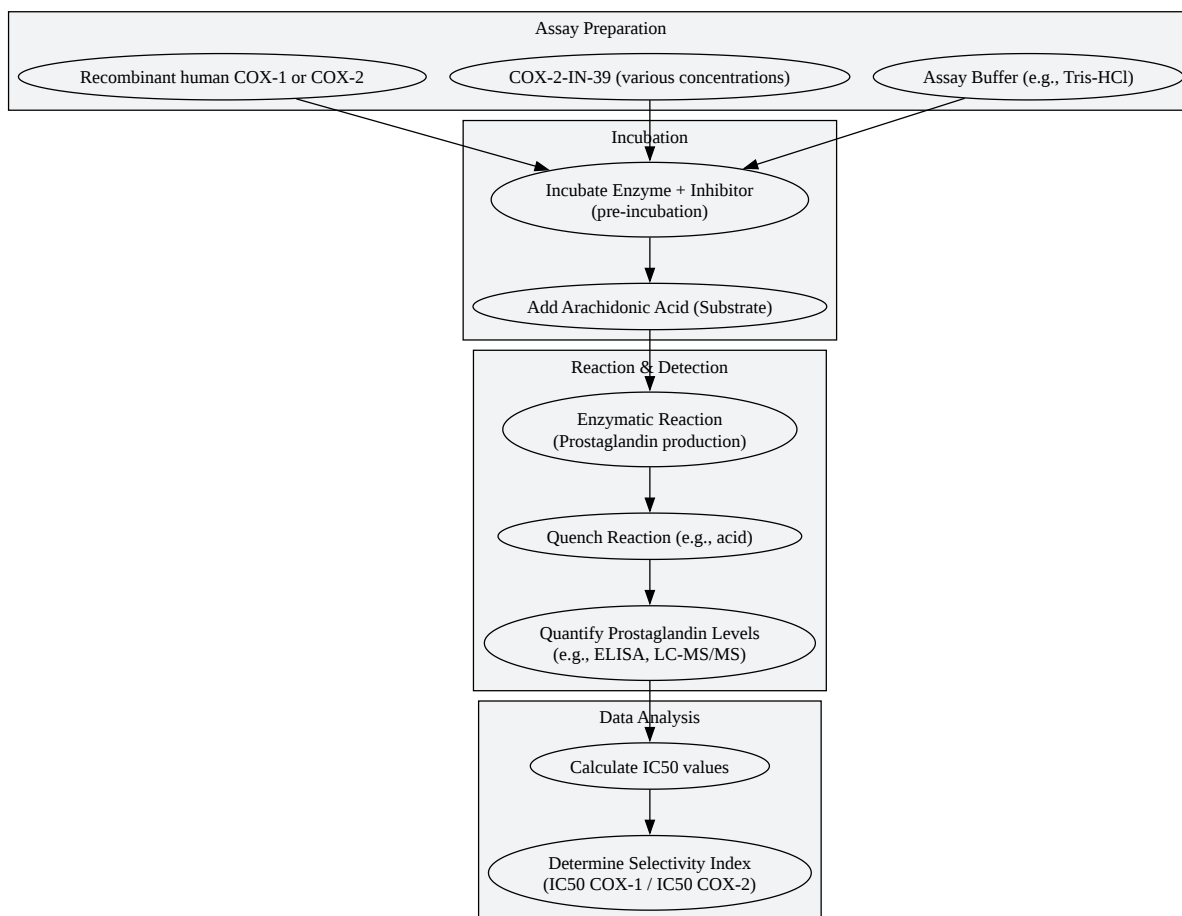 Assay Preparation
Recombinant human COX-1 or COX-2
COX-2-IN-39 (various concentrations)
Assay Buffer (e.g., Tris-HCl)
Incubation
Incubate Enzyme + Inhibitor
(pre-incubation)
Add Arachidonic Acid (Substrate)
Reaction & Detection
Enzymatic Reaction
(Prostaglandin production)
Quench Reaction (e.g., acid)
Quantify Prostaglandin Levels
(e.g., ELISA, LC-MS/MS)
Data Analysis
Calculate IC50 values
Determine Selectivity Index
(IC50 COX-1 / IC50 COX-2)